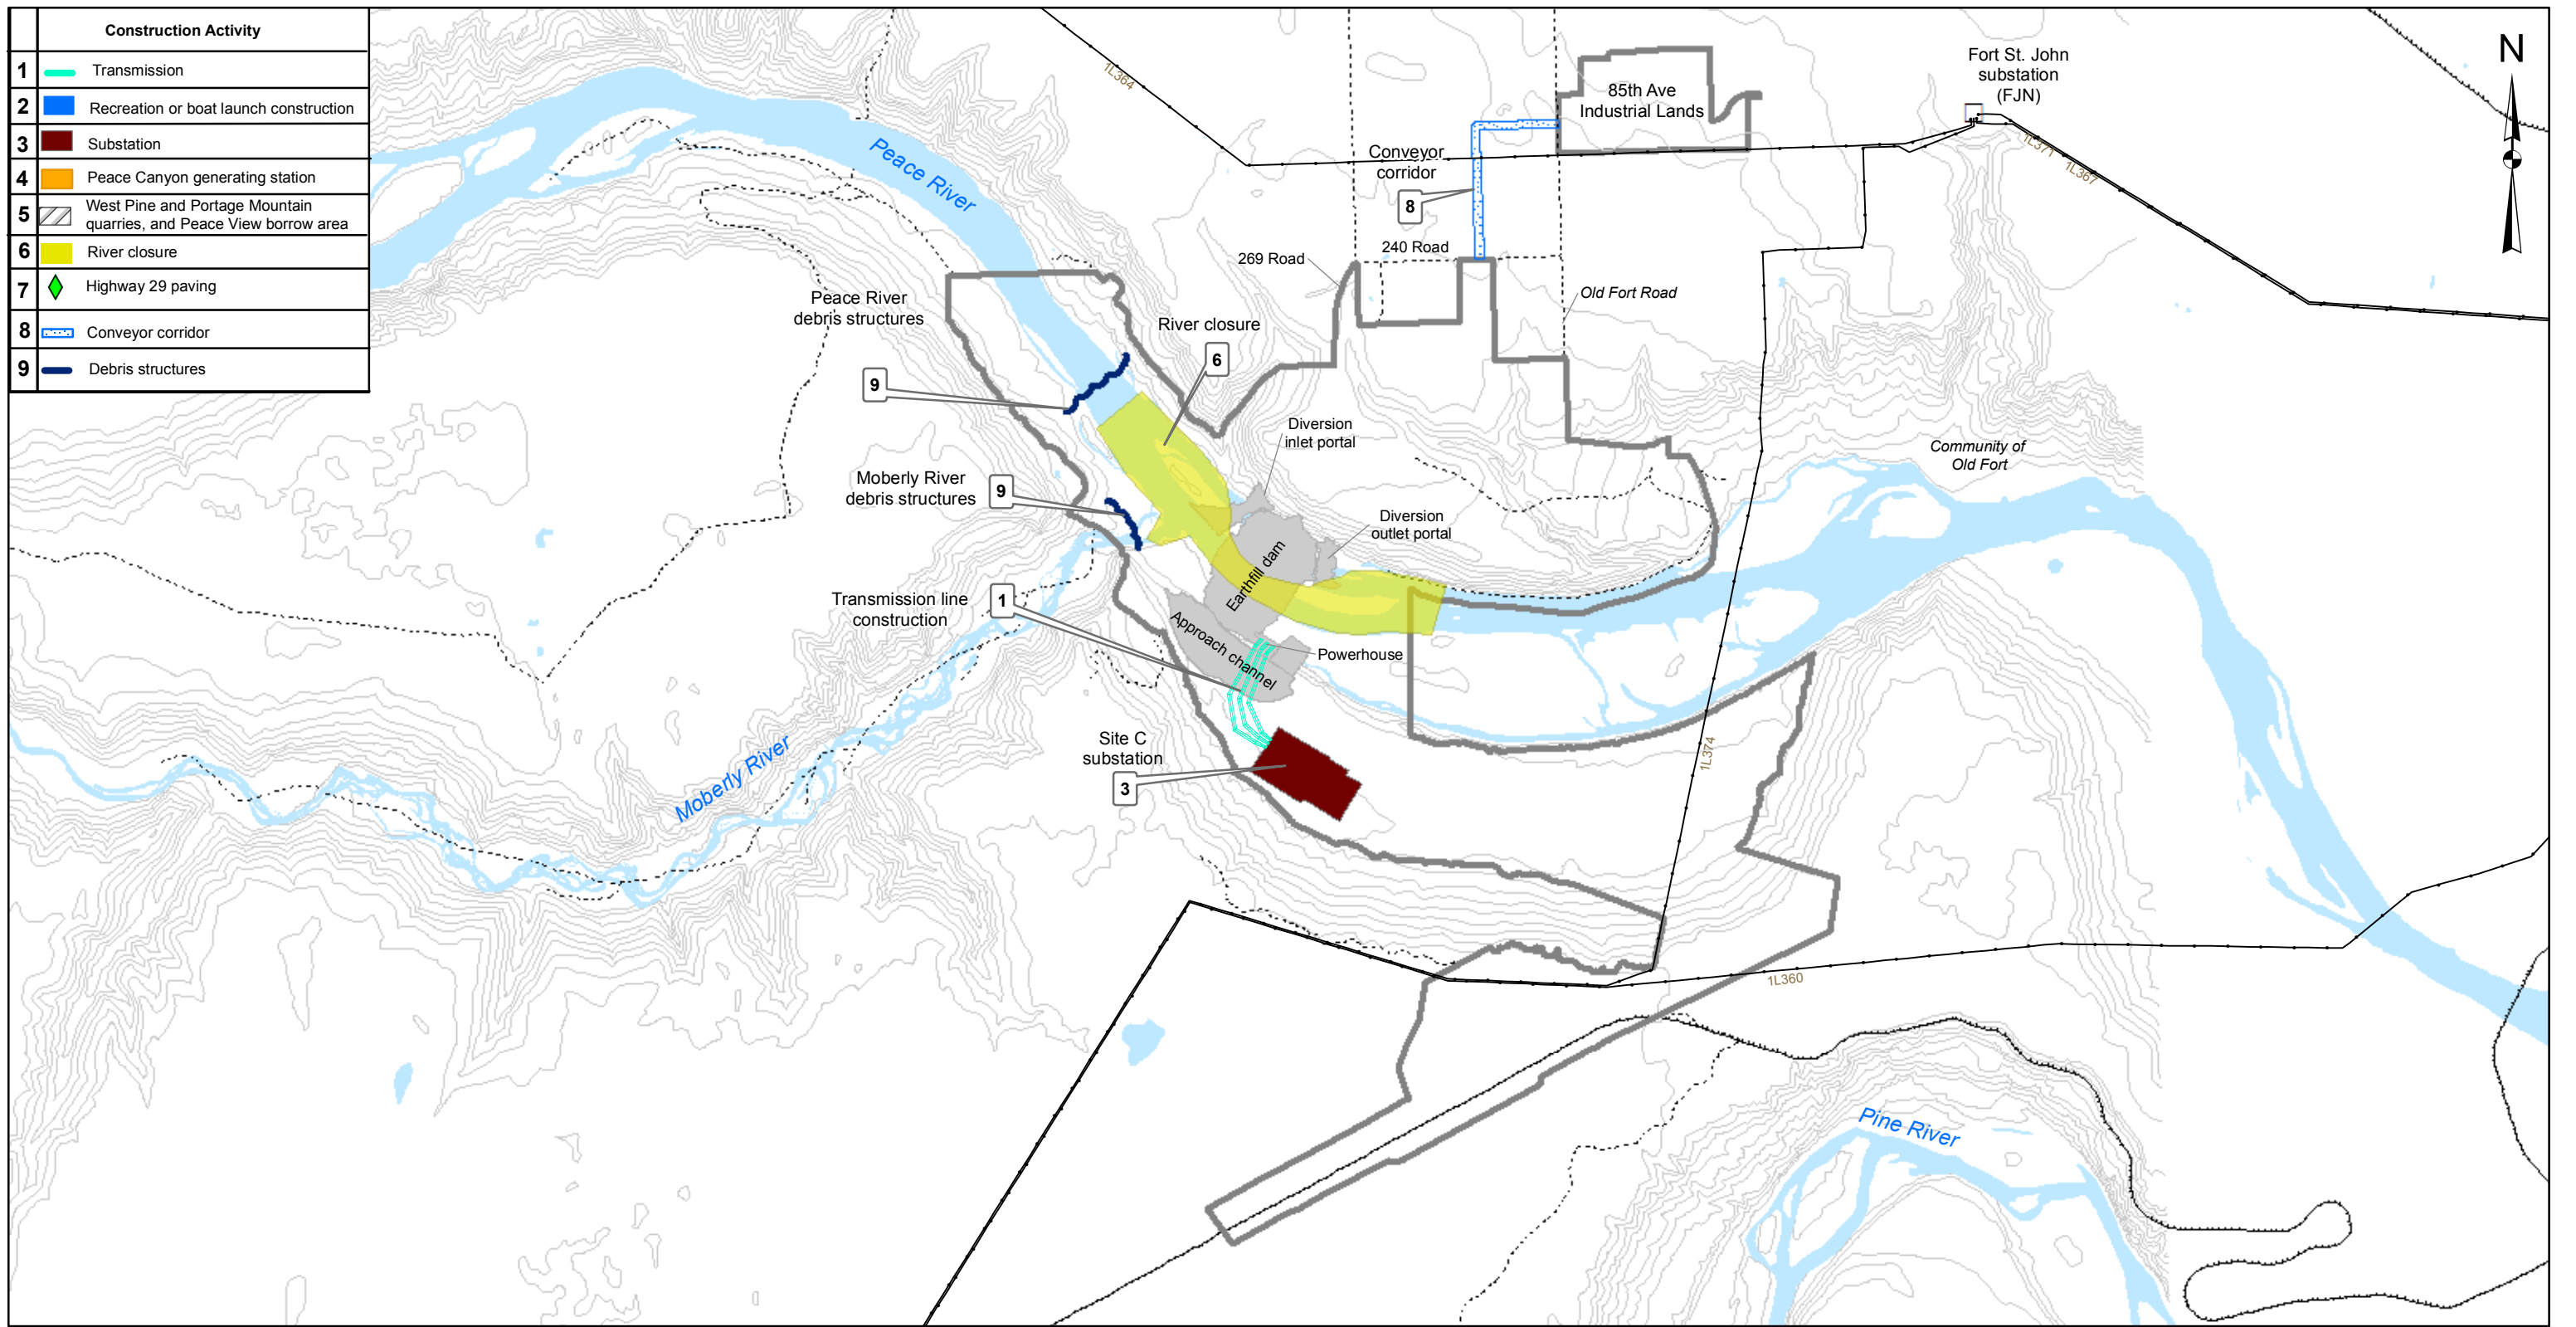 Construction Activity
1 Transmission
2 Recreation or boat launch construction
3 Substation
4 Peace Canyon generating station
5 West Pine and Portage Mountain
quarries, and Peace View borrow area
6 River closure
7 Highway 29 paving
8 Conveyor corridor
9 Debris structures
1L364
Fort St. John
substation
(FJN)
N
85th Ave
Industrial Lands
1L371
1L367
Peace River
Conveyor
corridor
8
240 Road
269 Road
Old Fort Road
Peace River
debris structures
River closure
6
9
Diversion
inlet portal
Community of
Old Fort
Moberly River
debris structures
9
Diversion
outlet portal
Earthfill dam
Transmission line
construction
1
Approach channel
Powerhouse
Site C
substation
3
1L374
Moberly River
1L360
Pine River